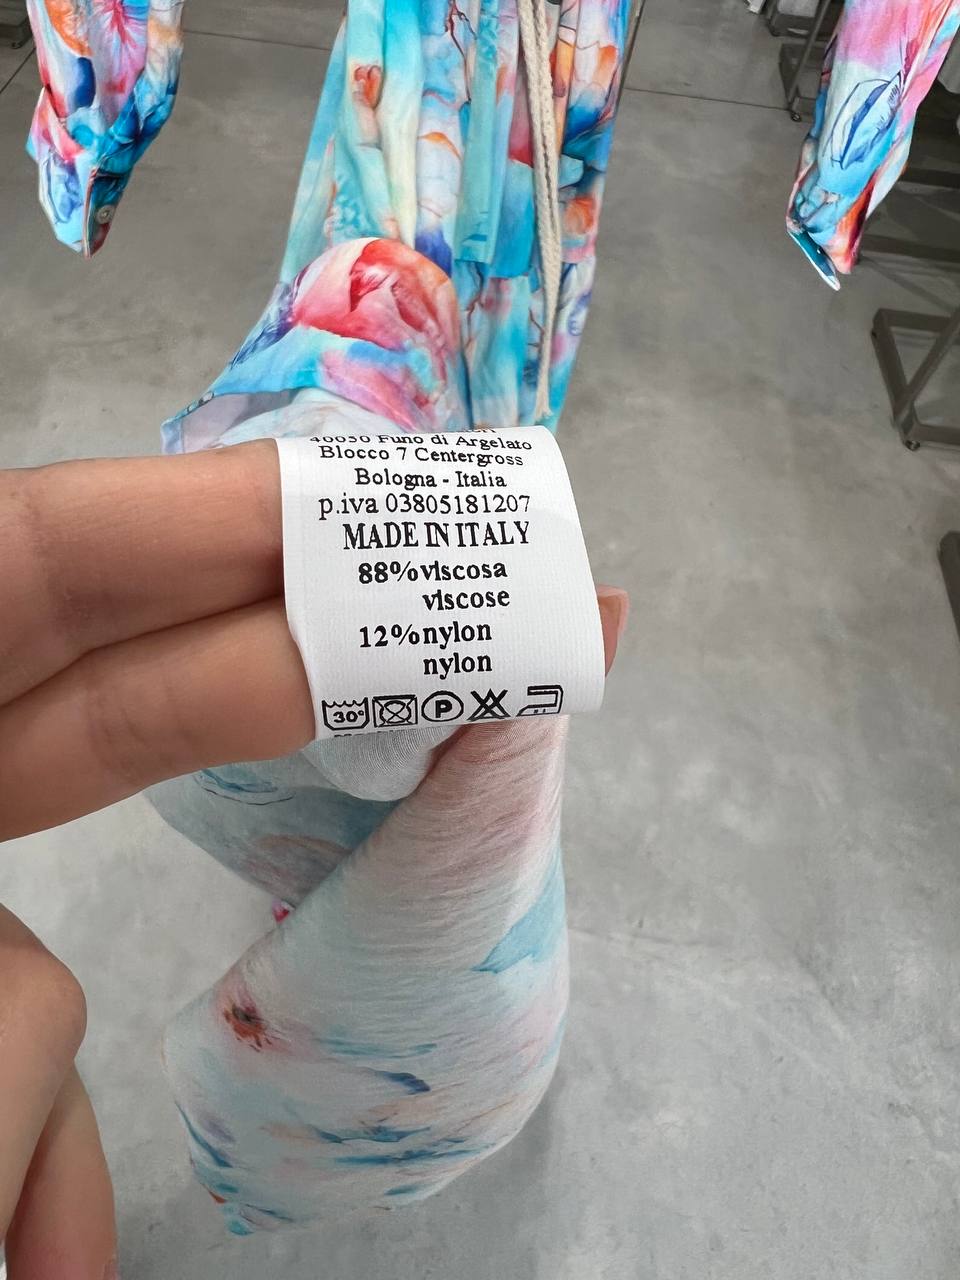 40050 Funo di Argelato
Blocco 7 Centergross
Bologna - Italia
p.iva 03805181207
MADE IN ITALY
88%viscosa
viscose
12%nylon
nylon
30° P